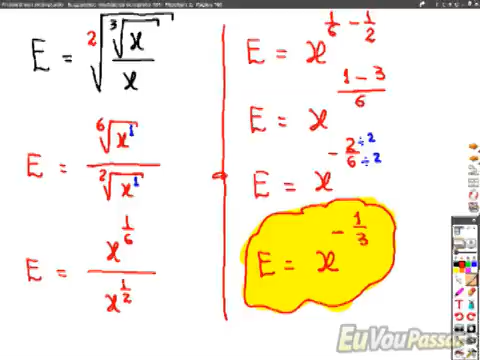 E = ²√(³√x / x)
E = ⁶√x¹ / ²√x¹
E = x^(1/6) / x^(1/2)
E = x^(1/6 - 1/2)
E = x^((1 - 3)/6)
E = x^(-2÷2/6÷2)
E = x^(-1/3)
EuVouPassar